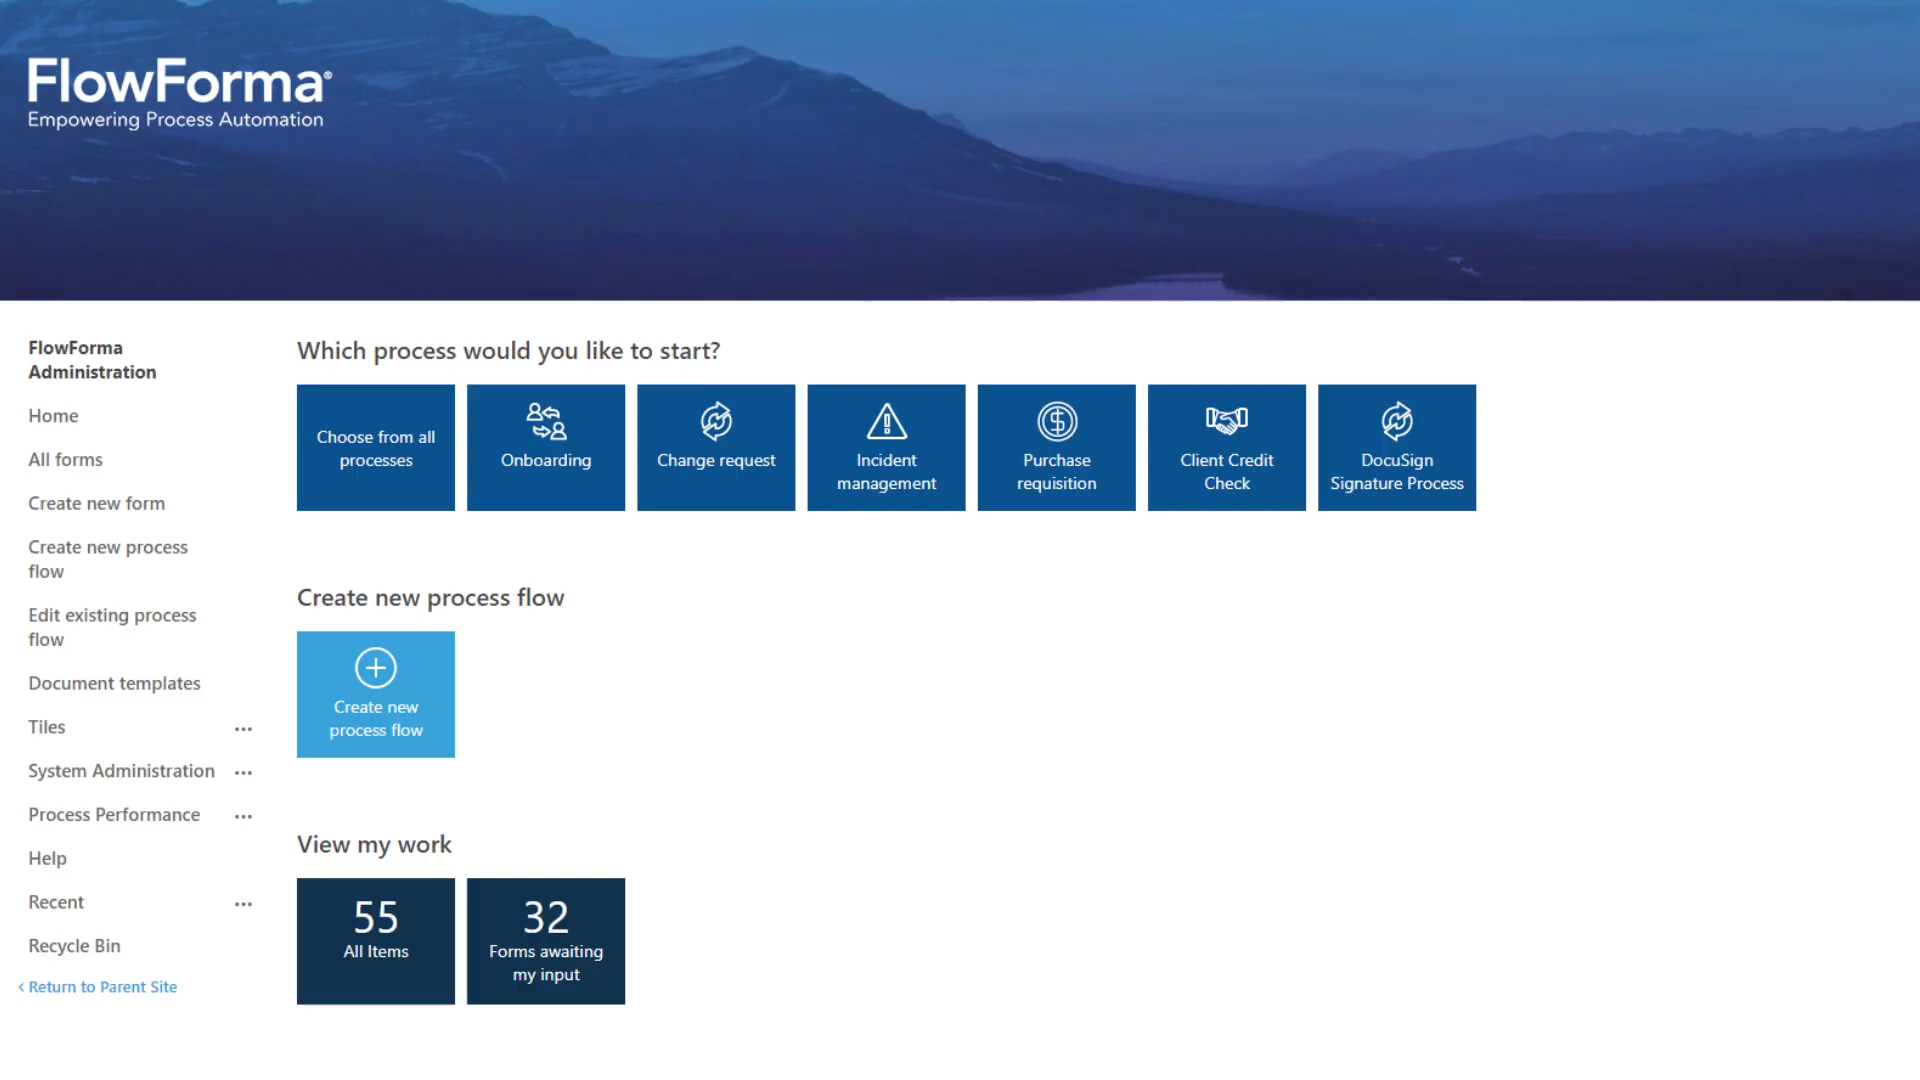 FlowForma®
Empowering Process Automation
FlowForma
Administration
Home
All forms
Create new form
Create new process
flow
Edit existing process
flow
Document templates
Tiles
System Administration
Process Performance
Help
Recent
Recycle Bin
Return to Parent Site
Which process would you like to start?
Choose from all
processes
Onboarding
Change request
Incident
management
Purchase
requisition
Client Credit
Check
DocuSign
Signature Process
Create new process flow
Create new
process flow
View my work
55
All Items
32
Forms awaiting
my input